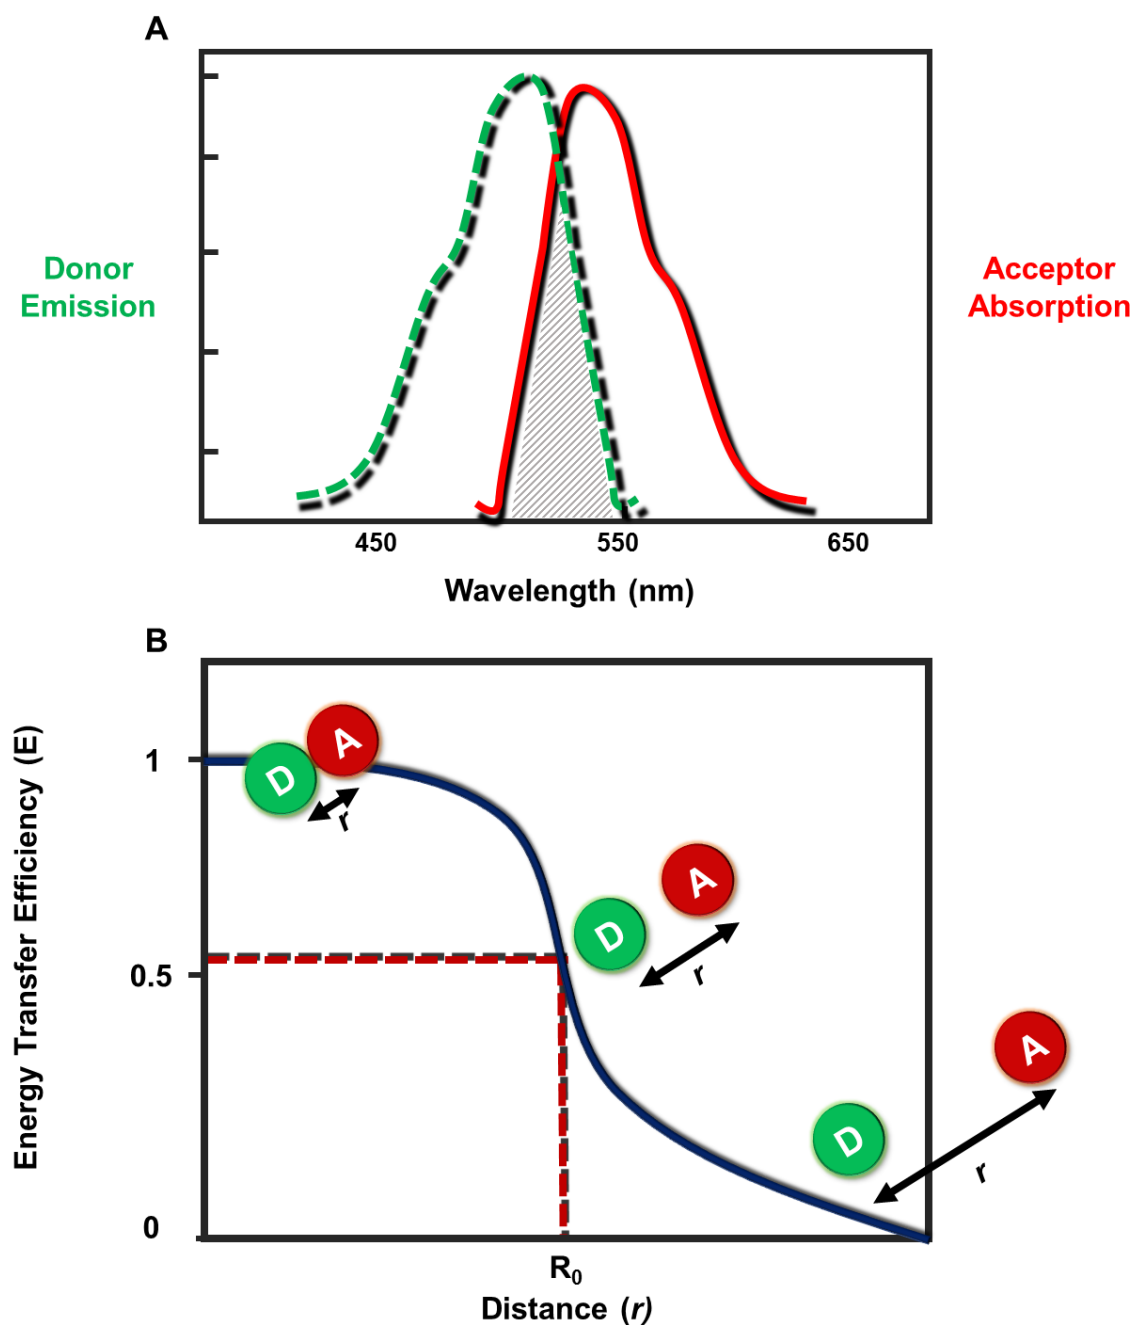 A
Donor
Emission
Acceptor
Absorption
450 550 650
Wavelength (nm)
B
Energy Transfer Efficiency (E)
1
0.5
0
D A
r
D A
r
D A
r
R₀
Distance (r)